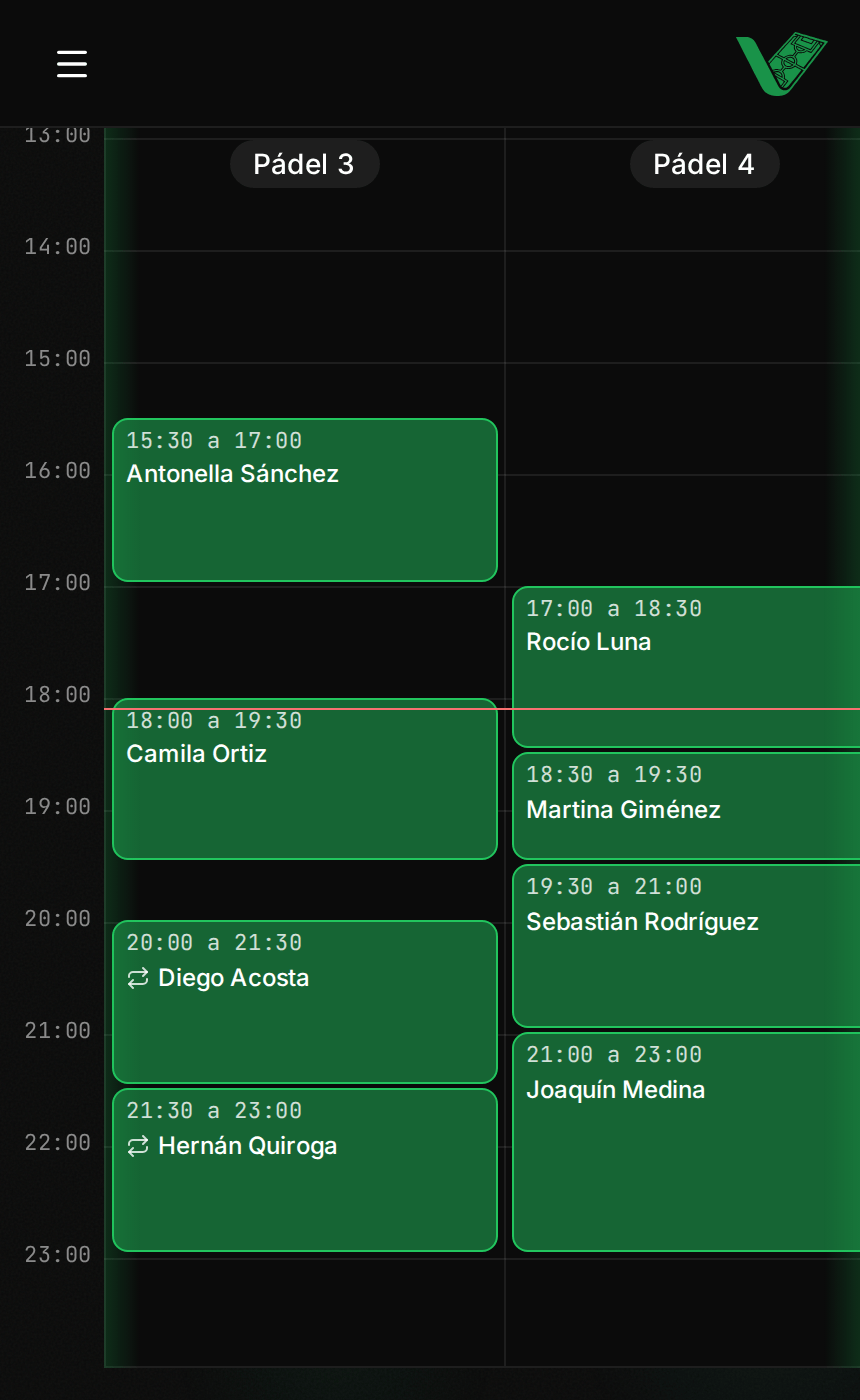 13:00
Pádel 3
Pádel 4
14:00
15:00
15:30 a 17:00
Antonella Sánchez
16:00
17:00
17:00 a 18:30
Rocío Luna
18:00
18:00 a 19:30
Camila Ortiz
18:30 a 19:30
Martina Giménez
19:00
19:30 a 21:00
Sebastián Rodríguez
20:00
20:00 a 21:30
Diego Acosta
21:00
21:00 a 23:00
Joaquín Medina
21:30 a 23:00
Hernán Quiroga
22:00
23:00